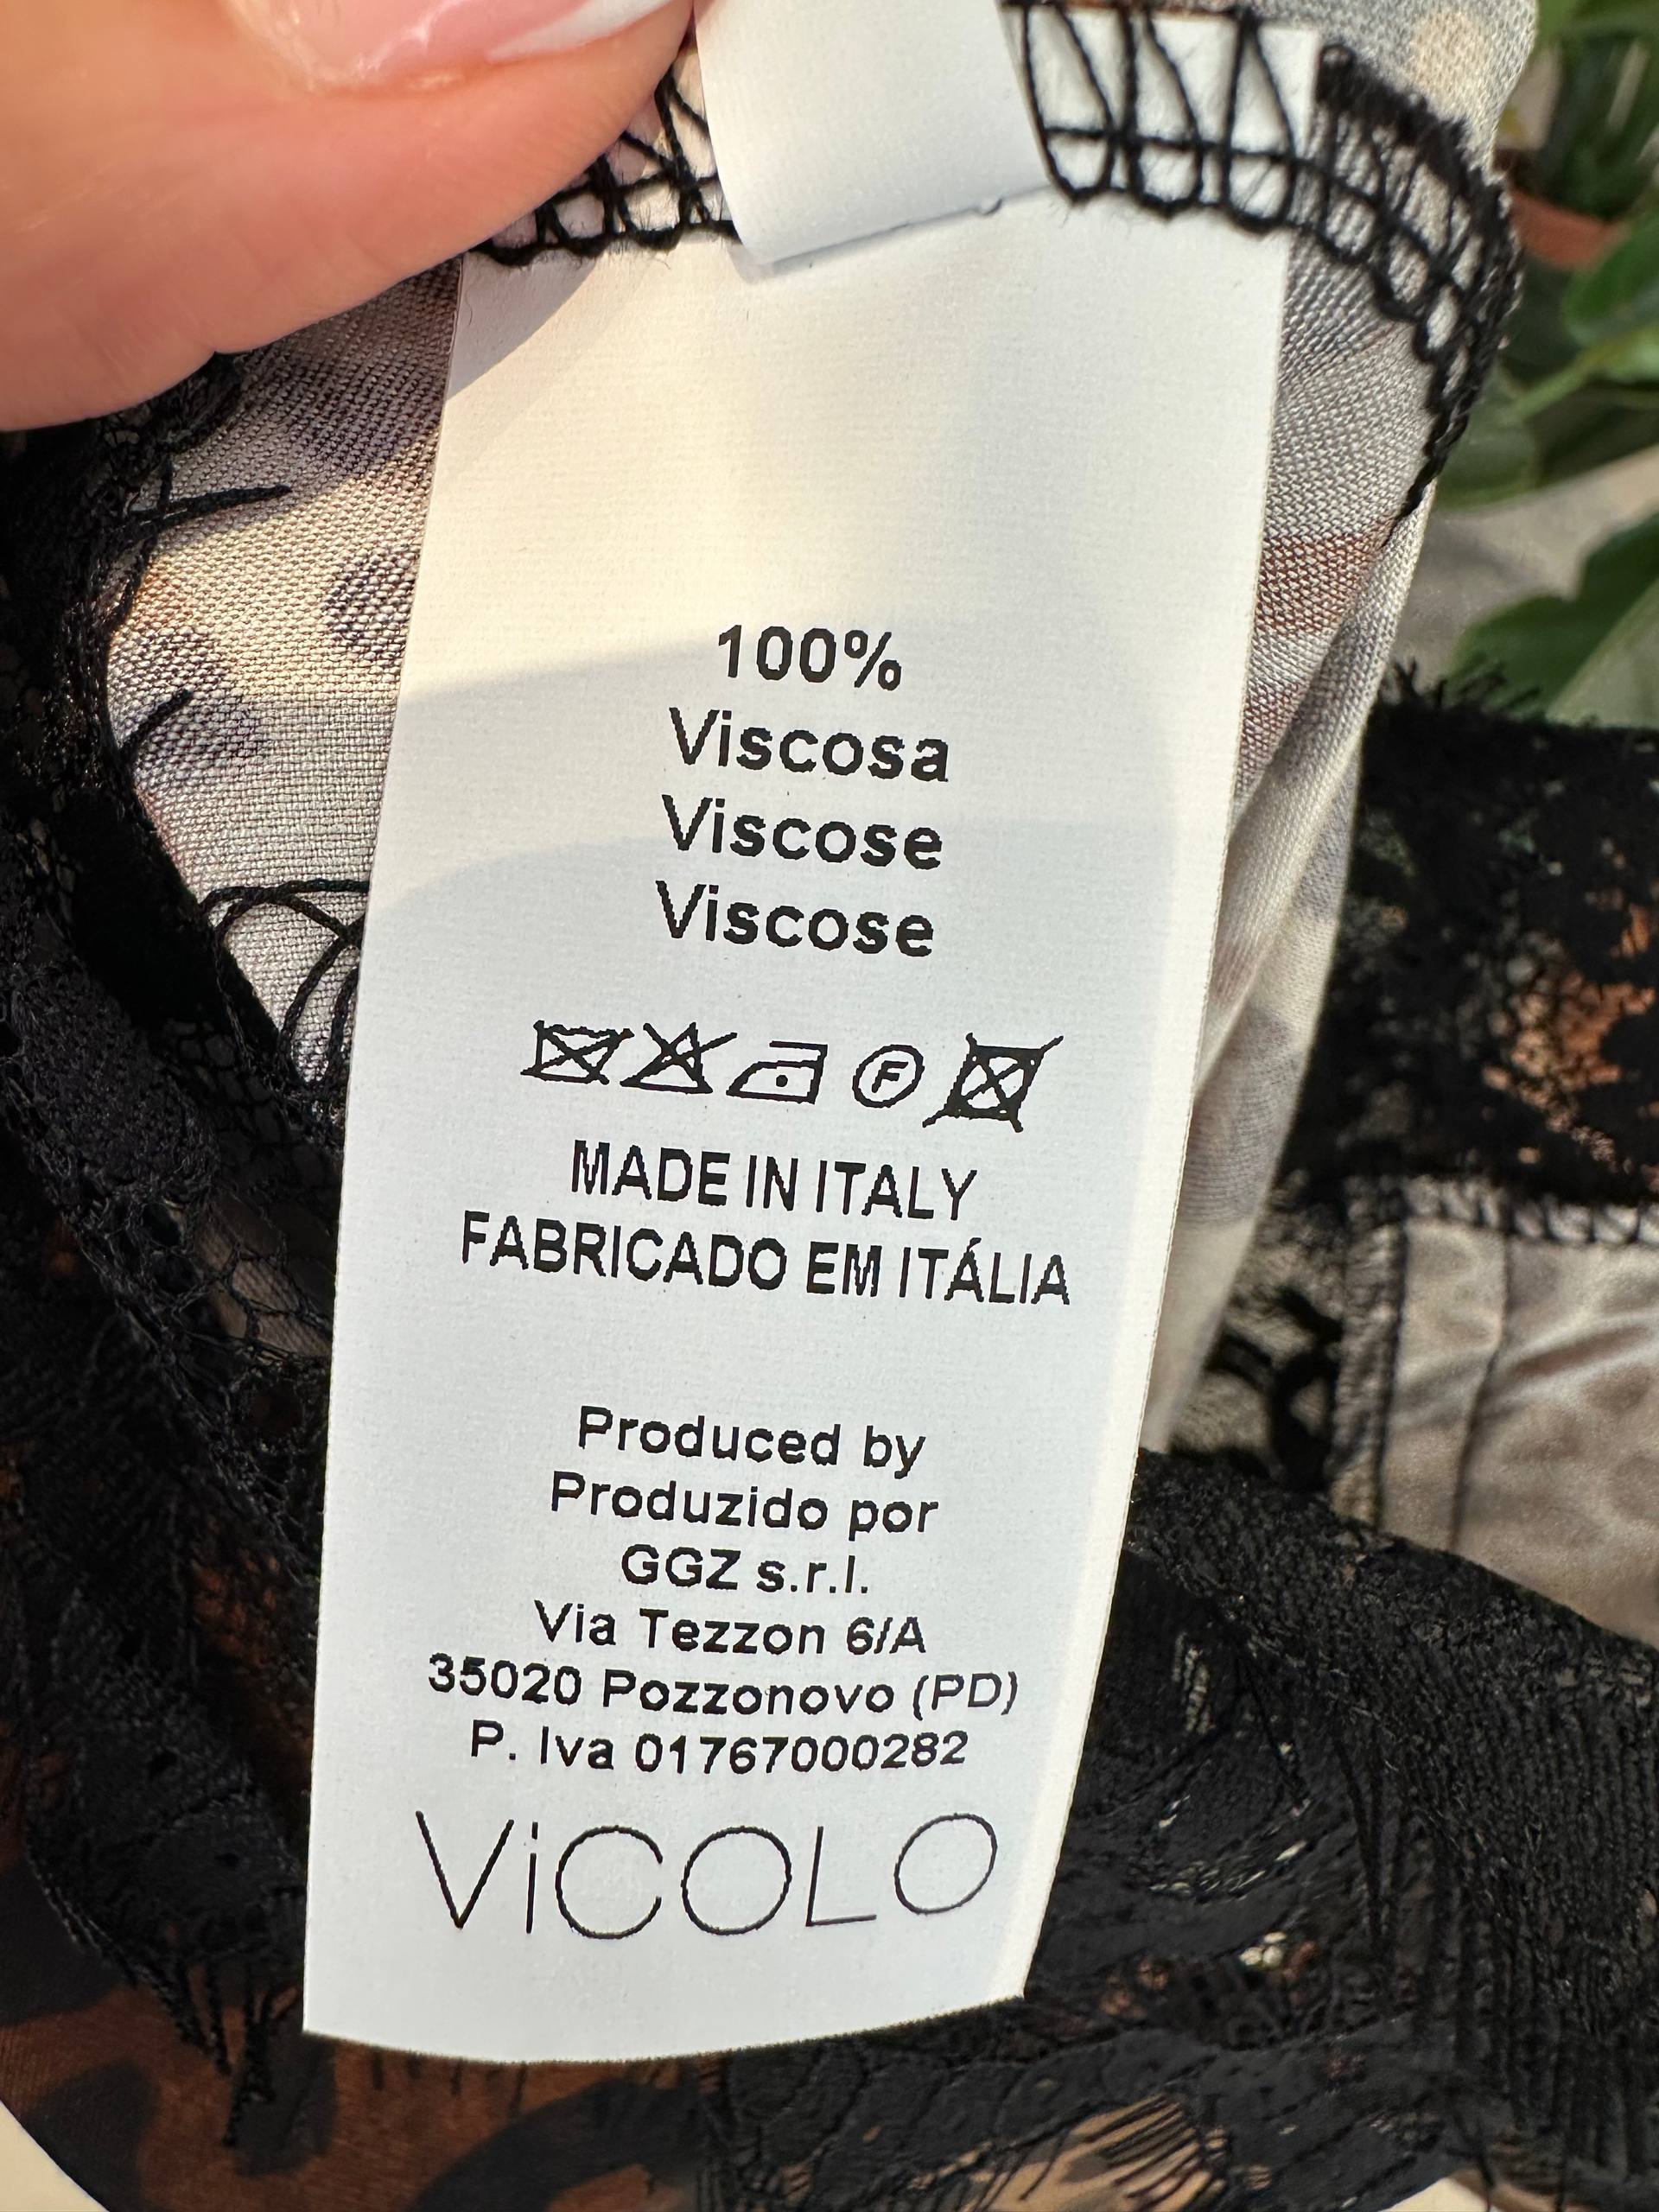 100%
Viscosa
Viscose
Viscose
F
MADE IN ITALY
FABRICADO EM ITÁLIA
Produced by
Produzido por
GGZ s.r.l.
Via Tezzon 6/A
35020 Pozzonovo (PD)
P. Iva 01767000282
ViCOLO